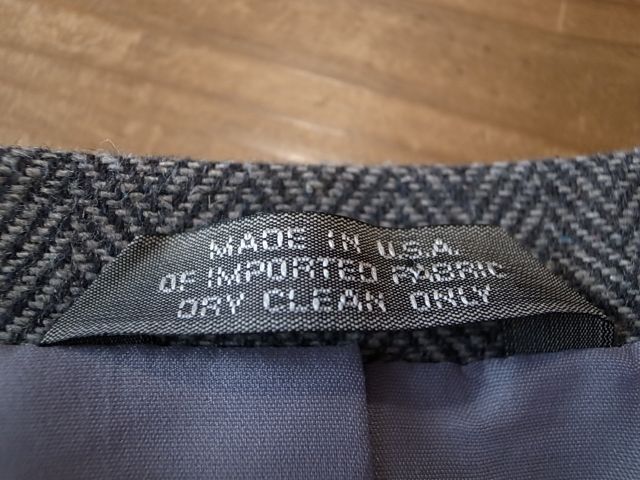 MADE IN U.S.A.
OF IMPORTED FABRIC
DRY CLEAN ONLY